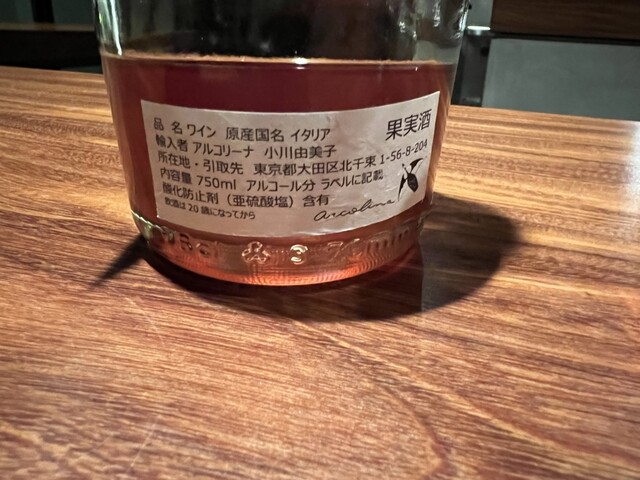 品 名 ワイン 原産国名 イタリア
果実酒
輸入者 アルコリーナ 小川由美子
所在地・引取先 東京都大田区北千束 1-56-8-204
内容量 750ml アルコール分 ラベルに記載
酸化防止剤（亜硫酸塩）含有
飲酒は20歳になってから
arcolina